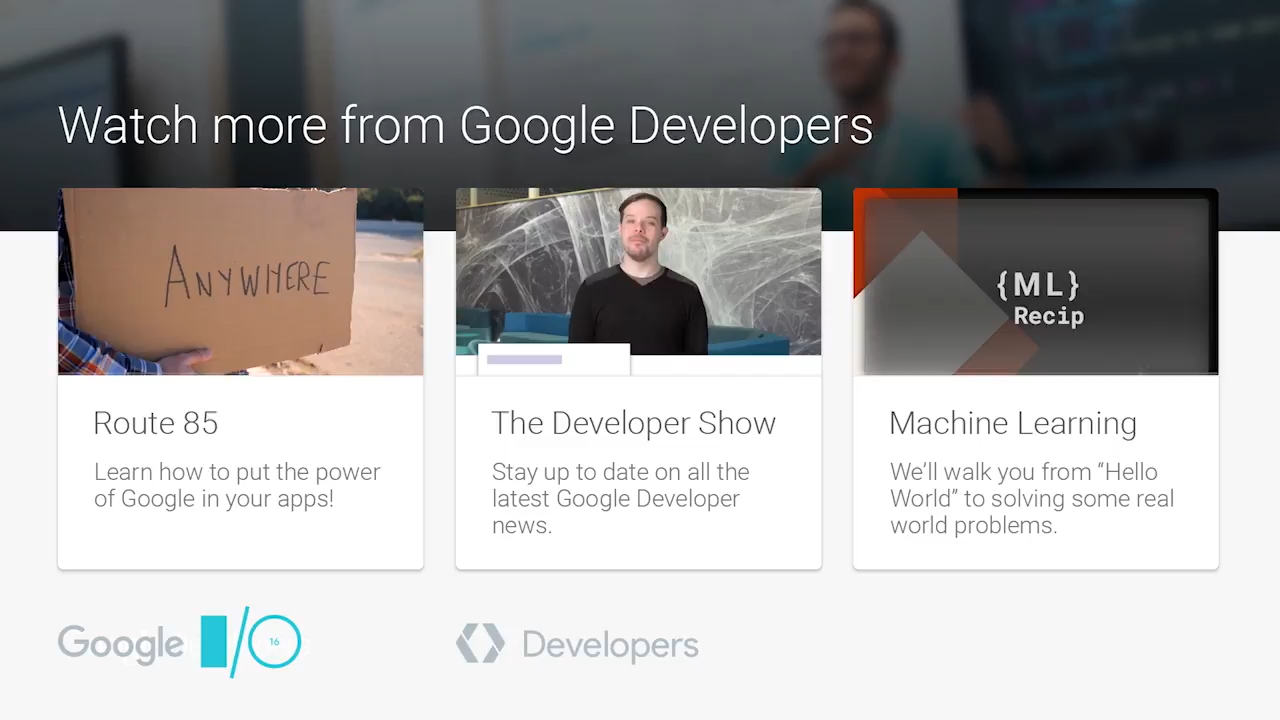 Watch more from Google Developers
ANYWHERE
{ML}
Recip
Route 85
The Developer Show
Machine Learning
Learn how to put the power
of Google in your apps!
Stay up to date on all the
latest Google Developer
news.
We’ll walk you from “Hello
World” to solving some real
world problems.
Google I/O 16
Developers